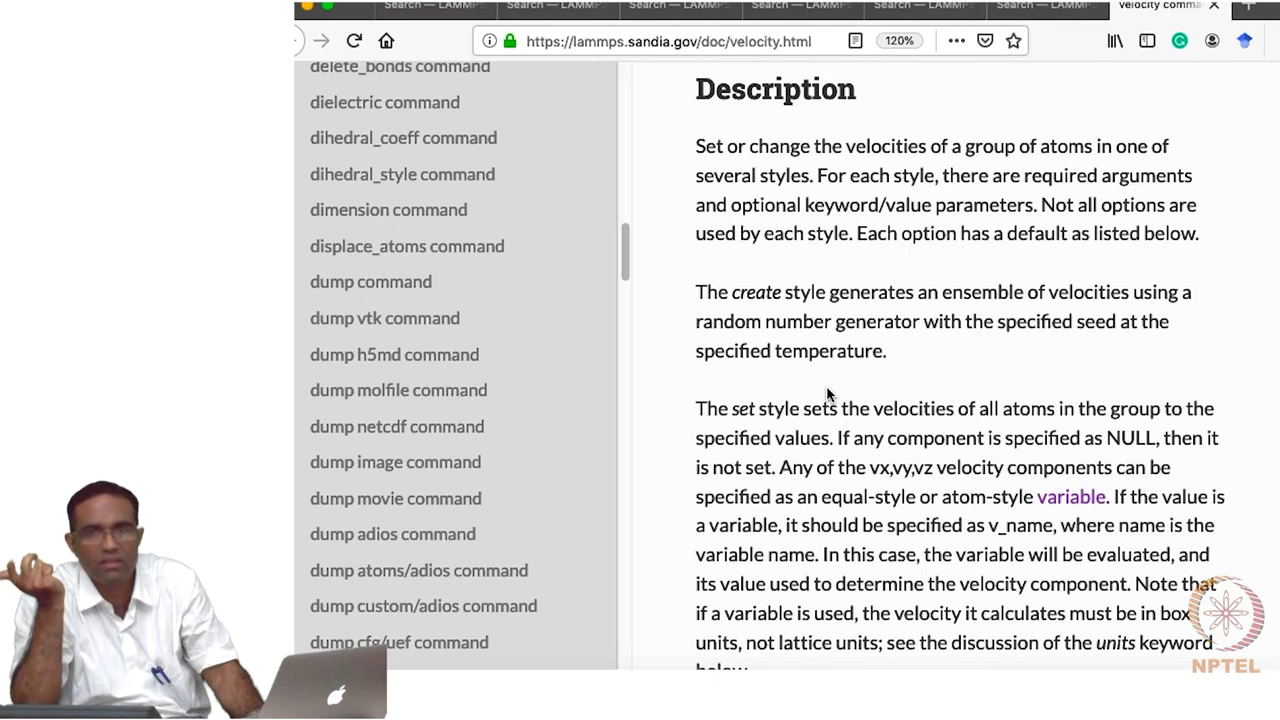 Search — LAMMPS
Search — LAMMPS
Search — LAMMPS
Search — LAMMPS
Search — LAMMPS
Search — LAMMPS
velocity comma
https://lammps.sandia.gov/doc/velocity.html
120%
delete_bonds command
dielectric command
dihedral_coeff command
dihedral_style command
dimension command
displace_atoms command
dump command
dump vtk command
dump h5md command
dump molfile command
dump netcdf command
dump image command
dump movie command
dump adios command
dump atoms/adios command
dump custom/adios command
dump cfg/uef command
Description
Set or change the velocities of a group of atoms in one of
several styles. For each style, there are required arguments
and optional keyword/value parameters. Not all options are
used by each style. Each option has a default as listed below.
The create style generates an ensemble of velocities using a
random number generator with the specified seed at the
specified temperature.
The set style sets the velocities of all atoms in the group to the
specified values. If any component is specified as NULL, then it
is not set. Any of the vx,vy,vz velocity components can be
specified as an equal-style or atom-style variable. If the value is
a variable, it should be specified as v_name, where name is the
variable name. In this case, the variable will be evaluated, and
its value used to determine the velocity component. Note that
if a variable is used, the velocity it calculates must be in box
units, not lattice units; see the discussion of the units keyword
below
NPTEL